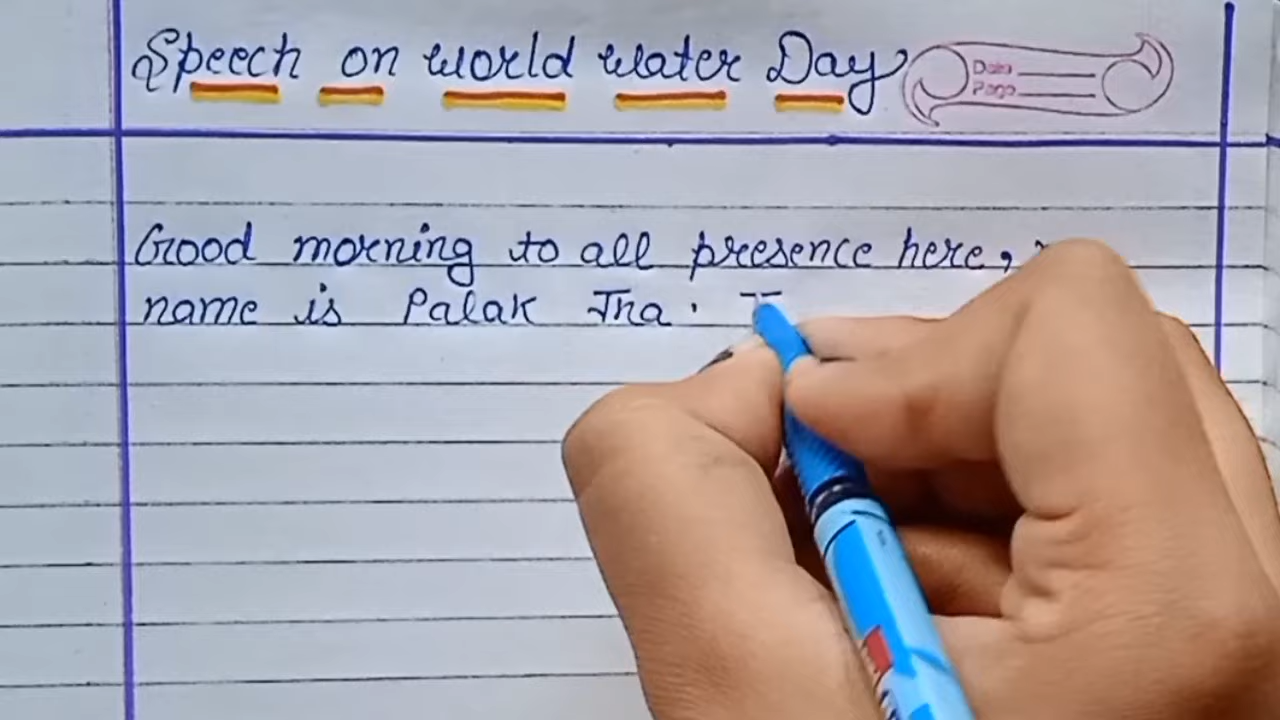 Speech on World Water Day
Date
Page
Good morning to all presence here,
name is Palak Jha.